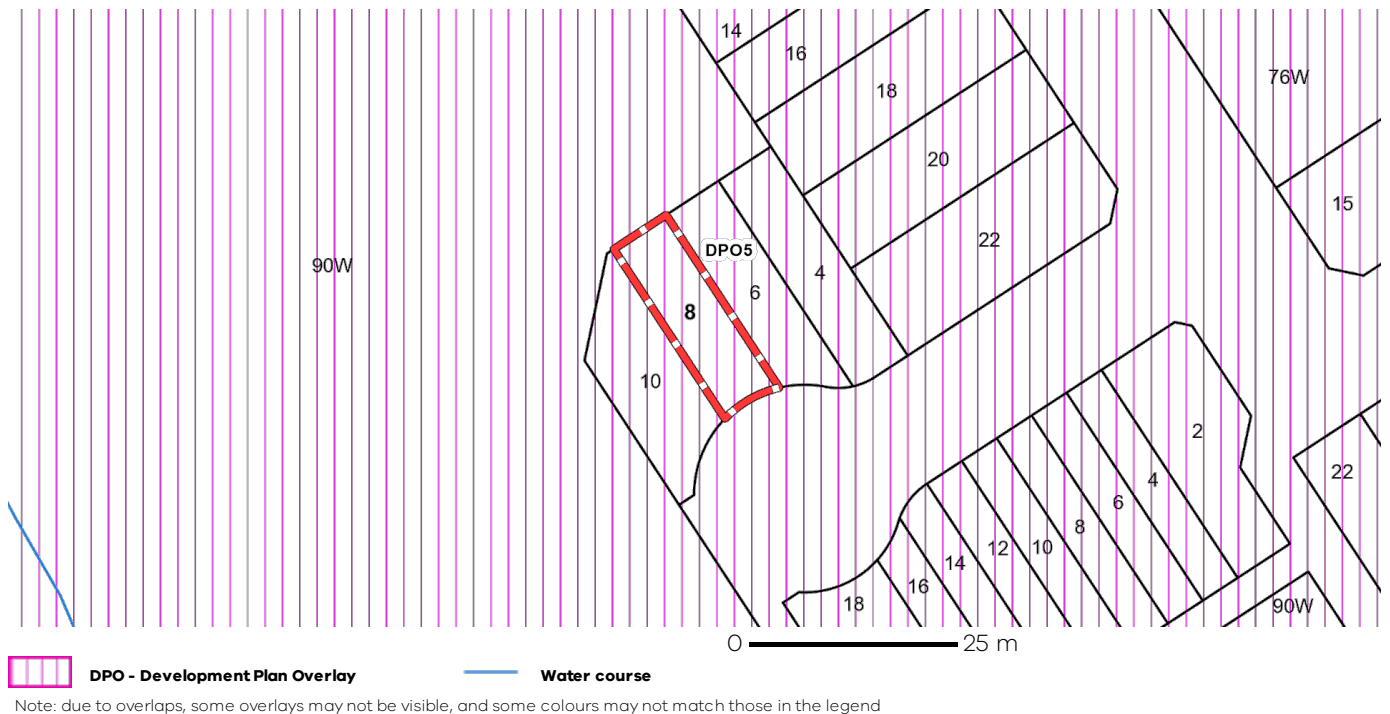 14
16
18
76W
20
15
22
DPO5
90W
4
6
8
10
2
22
4
6
8
10
12
14
16
18
90W
0 25 m
DPO - Development Plan Overlay
Water course
Note: due to overlaps, some overlays may not be visible, and some colours may not match those in the legend